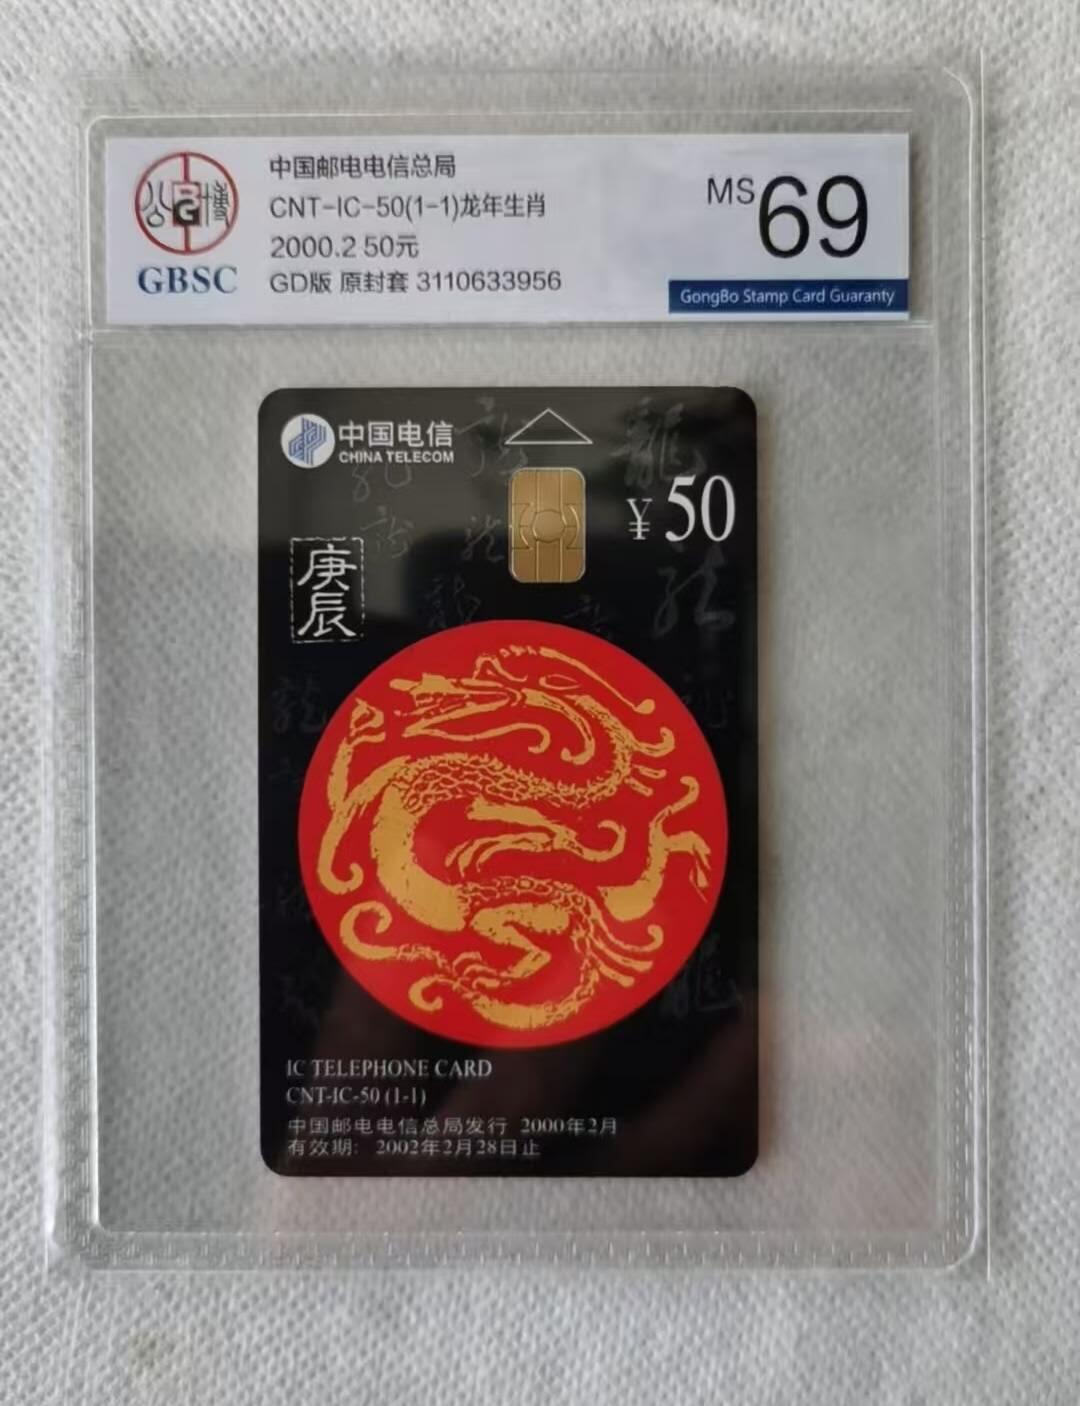 公
博
GBSC
中国邮电电信总局
CNT-IC-50(1-1)龙年生肖
2000.2 50元
GD版 原封套 3110633956
MS 69
GongBo Stamp Card Guaranty
中国电信
CHINA TELECOM
¥50
庚辰
龍
IC TELEPHONE CARD
CNT-IC-50 (1-1)
中国邮电电信总局发行 2000年2月
有效期: 2002年2月28日止